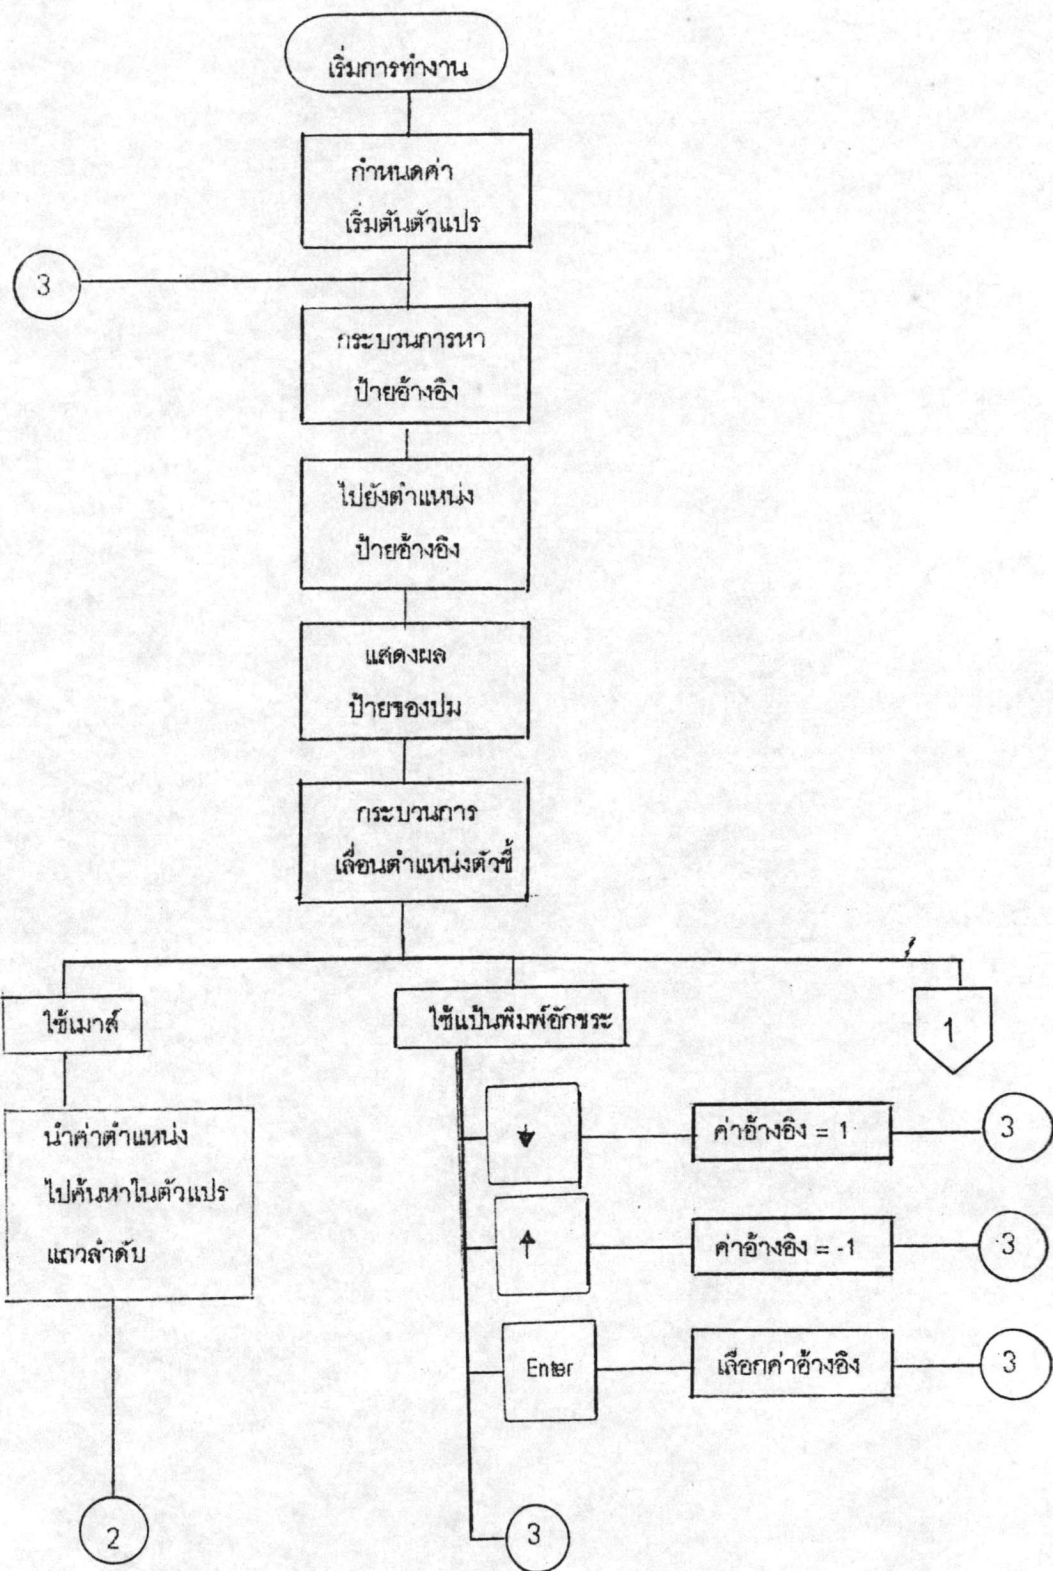 เริ่มการทำงาน
กำหนดค่า
เริ่มต้นตัวแปร
3
กระบวนการหา
ป้ายอ้างอิง
ไปยังตำแหน่ง
ป้ายอ้างอิง
แสดงผล
ป้ายของปม
กระบวนการ
เลื่อนตำแหน่งตัวชี้
ใช้เมาส์
ใช้แป้นพิมพ์อักขระ
1
นำค่าตำแหน่ง
ไปค้นหาในตัวแปร
แถวลำดับ
↓
ค่าอ้างอิง = 1
3
↑
ค่าอ้างอิง = -1
3
Enter
เลือกค่าอ้างอิง
3
2
3